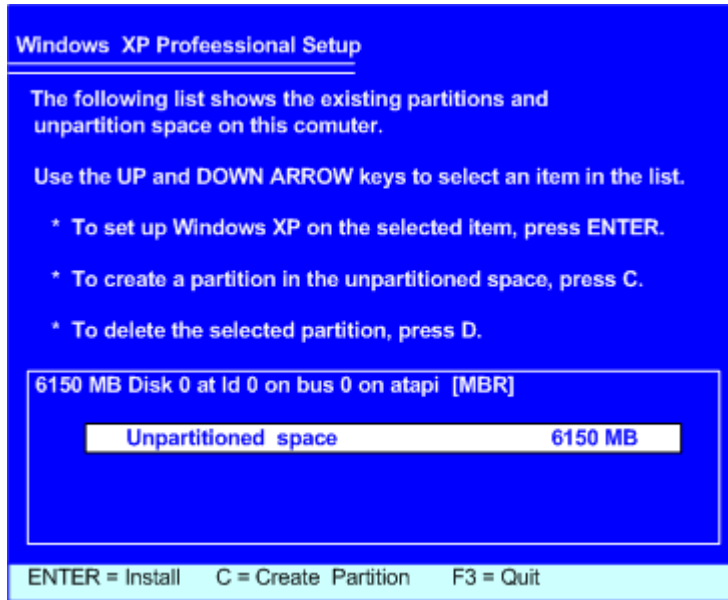 Windows XP Profeessional Setup
The following list shows the existing partitions and
unpartition space on this comuter.
Use the UP and DOWN ARROW keys to select an item in the list.
* To set up Windows XP on the selected item, press ENTER.
* To create a partition in the unpartitioned space, press C.
* To delete the selected partition, press D.
6150 MB Disk 0 at Id 0 on bus 0 on atapi [MBR]
Unpartitioned space 6150 MB
ENTER = Install C = Create Partition F3 = Quit